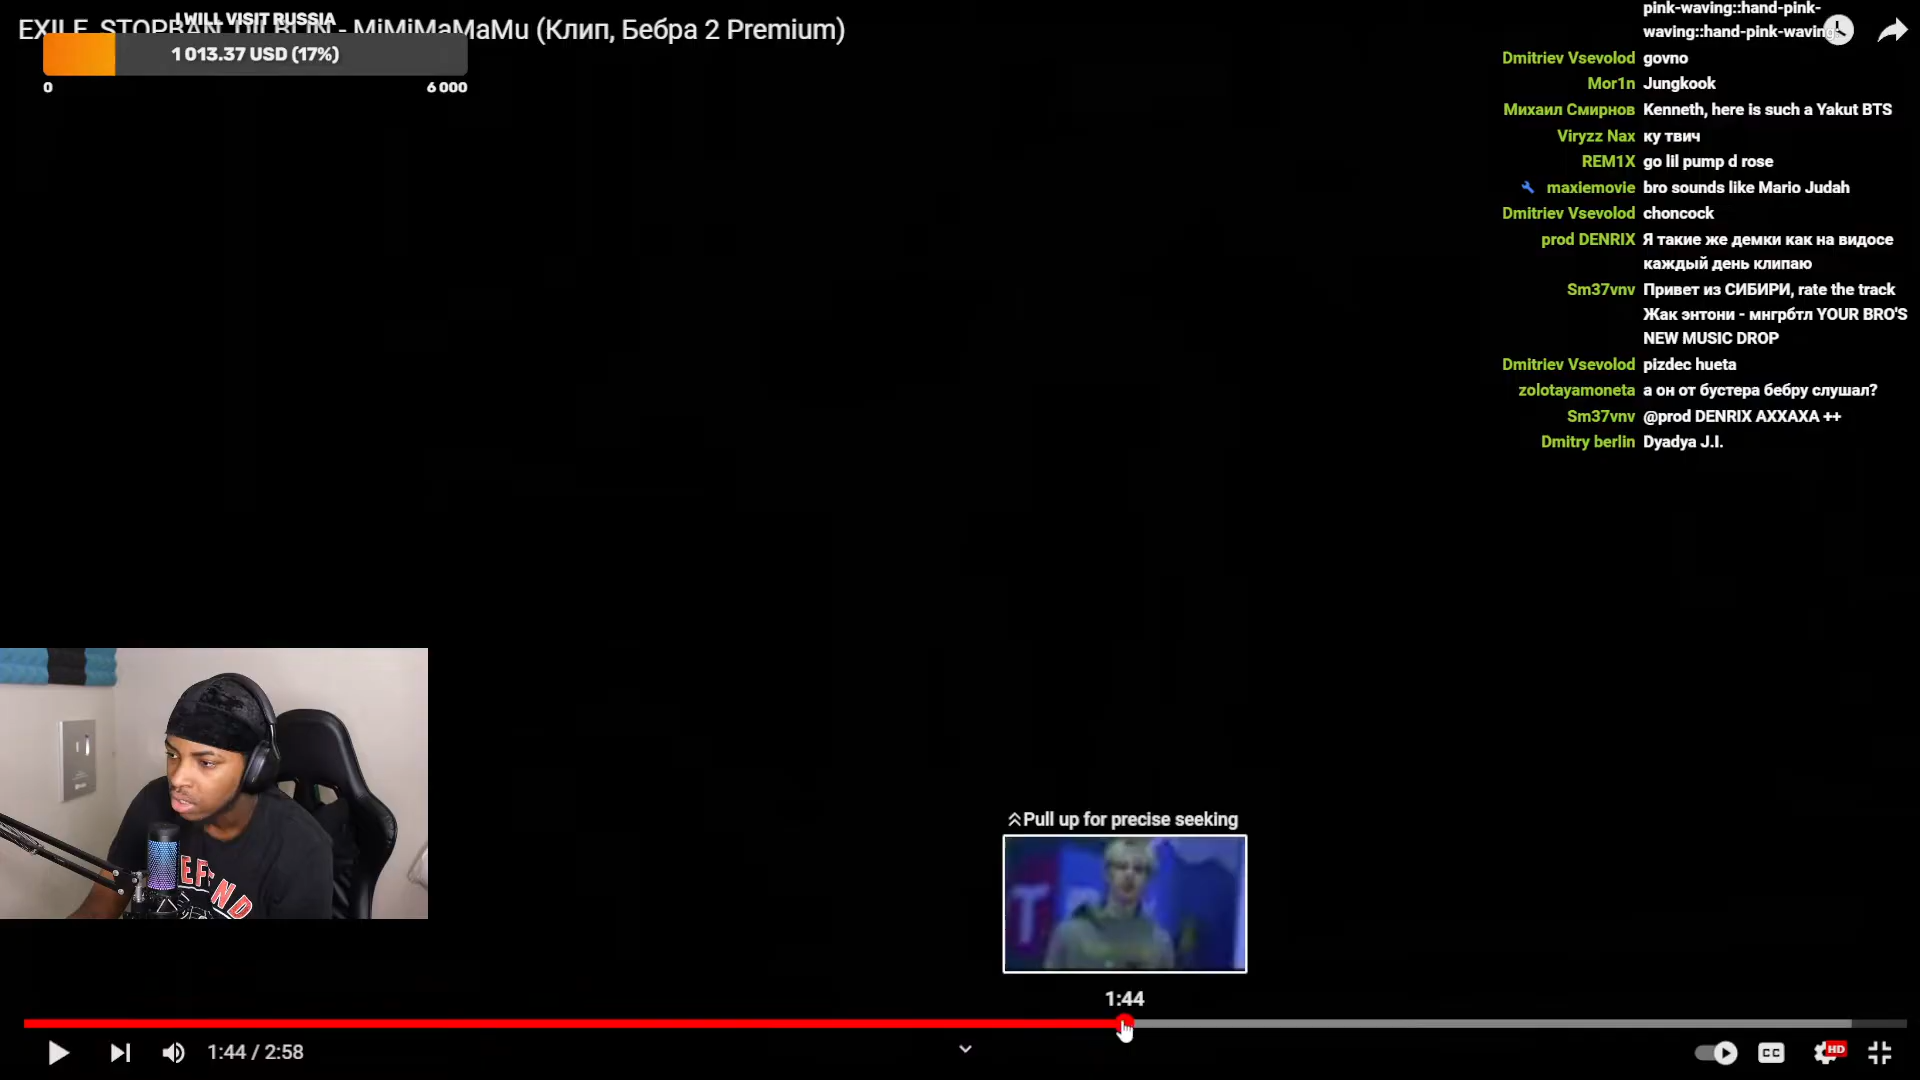 I WILL VISIT RUSSIA
EXILE, STOPBAN, DILBLIN - MiMiMaMaMu (Клип, Бебра 2 Premium)
1 013.37 USD (17%)
0
6 000
pink-waving::hand-pink-
waving::hand-pink-waving:
Dmitriev Vsevolod govno
Mor1n Jungkook
Михаил Смирнов Kenneth, here is such a Yakut BTS
Viryzz Nax ку твич
REM1X go lil pump d rose
maxiemovie bro sounds like Mario Judah
Dmitriev Vsevolod choncock
prod DENRIX Я такие же демки как на видосе
каждый день клипаю
Sm37vnv Привет из СИБИРИ, rate the track
Жак энтони - мнгрбтл YOUR BRO'S
NEW MUSIC DROP
Dmitriev Vsevolod pizdec hueta
zolotayamoneta а он от бустера бебру слушал?
Sm37vnv @prod DENRIX АХХАХА ++
Dmitry berlin Dyadya J.I.
Pull up for precise seeking
1:44
1:44 / 2:58
CC
HD